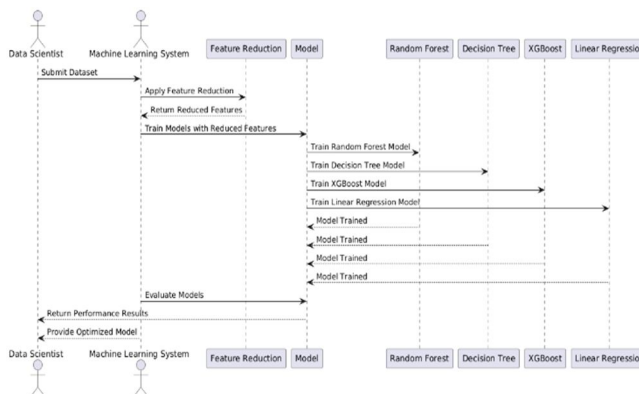 Data Scientist Machine Learning System Feature Reduction Model Random Forest Decision Tree XGBoost Linear Regressio
Submit Dataset
Apply Feature Reduction
Return Reduced Features
Train Models with Reduced Features
Train Random Forest Model
Train Decision Tree Model
Train XGBoost Model
Train Linear Regression Model
Model Trained
Model Trained
Model Trained
Model Trained
Evaluate Models
Return Performance Results
Provide Optimized Model
Data Scientist Machine Learning System Feature Reduction Model Random Forest Decision Tree XGBoost Linear Regressio